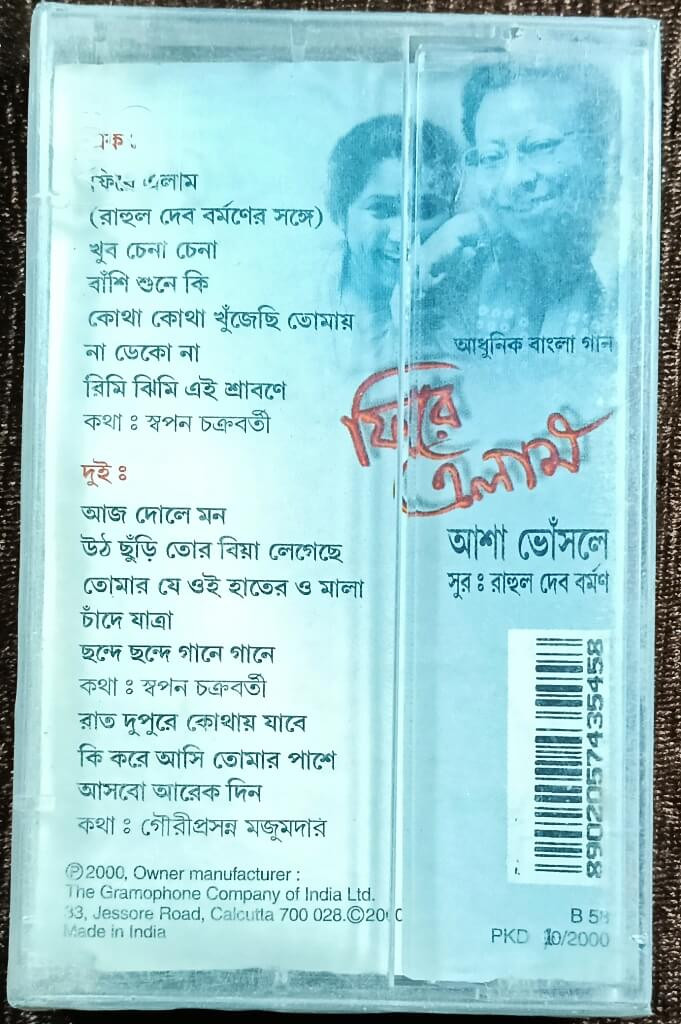 এক :
ফিরে এলাম
(রাহুল দেব বর্মণের সঙ্গে)
খুব চেনা চেনা
বাঁশি শুনে কি
কোথা কোথা খুঁজেছি তোমায়
না ডেকো না
রিমি ঝিমি এই শ্রাবণে
কথা : স্বপন চক্রবর্তী
দুই :
আজ দোলে মন
উঠ ছুঁড়ি তোর বিয়া লেগেছে
তোমার যে ওই হাতের ও মালা
চাঁদে যাত্রা
ছন্দে ছন্দে গানে গানে
কথা : স্বপন চক্রবর্তী
রাত দুপুরে কোথায় যাবে
কি করে আসি তোমার পাশে
আসবো আরেক দিন
কথা : গৌরীপ্রসন্ন মজুমদার
Ⓟ2000, Owner manufacturer :
The Gramophone Company of India Ltd.
33, Jessore Road, Calcutta 700 028.©200
Made in India
আধুনিক বাংলা গান
ফিরে
এলাম
আশা ভোঁসলে
সুর : রাহুল দেব বর্মণ
8902057435458
B
PKD 10/2000